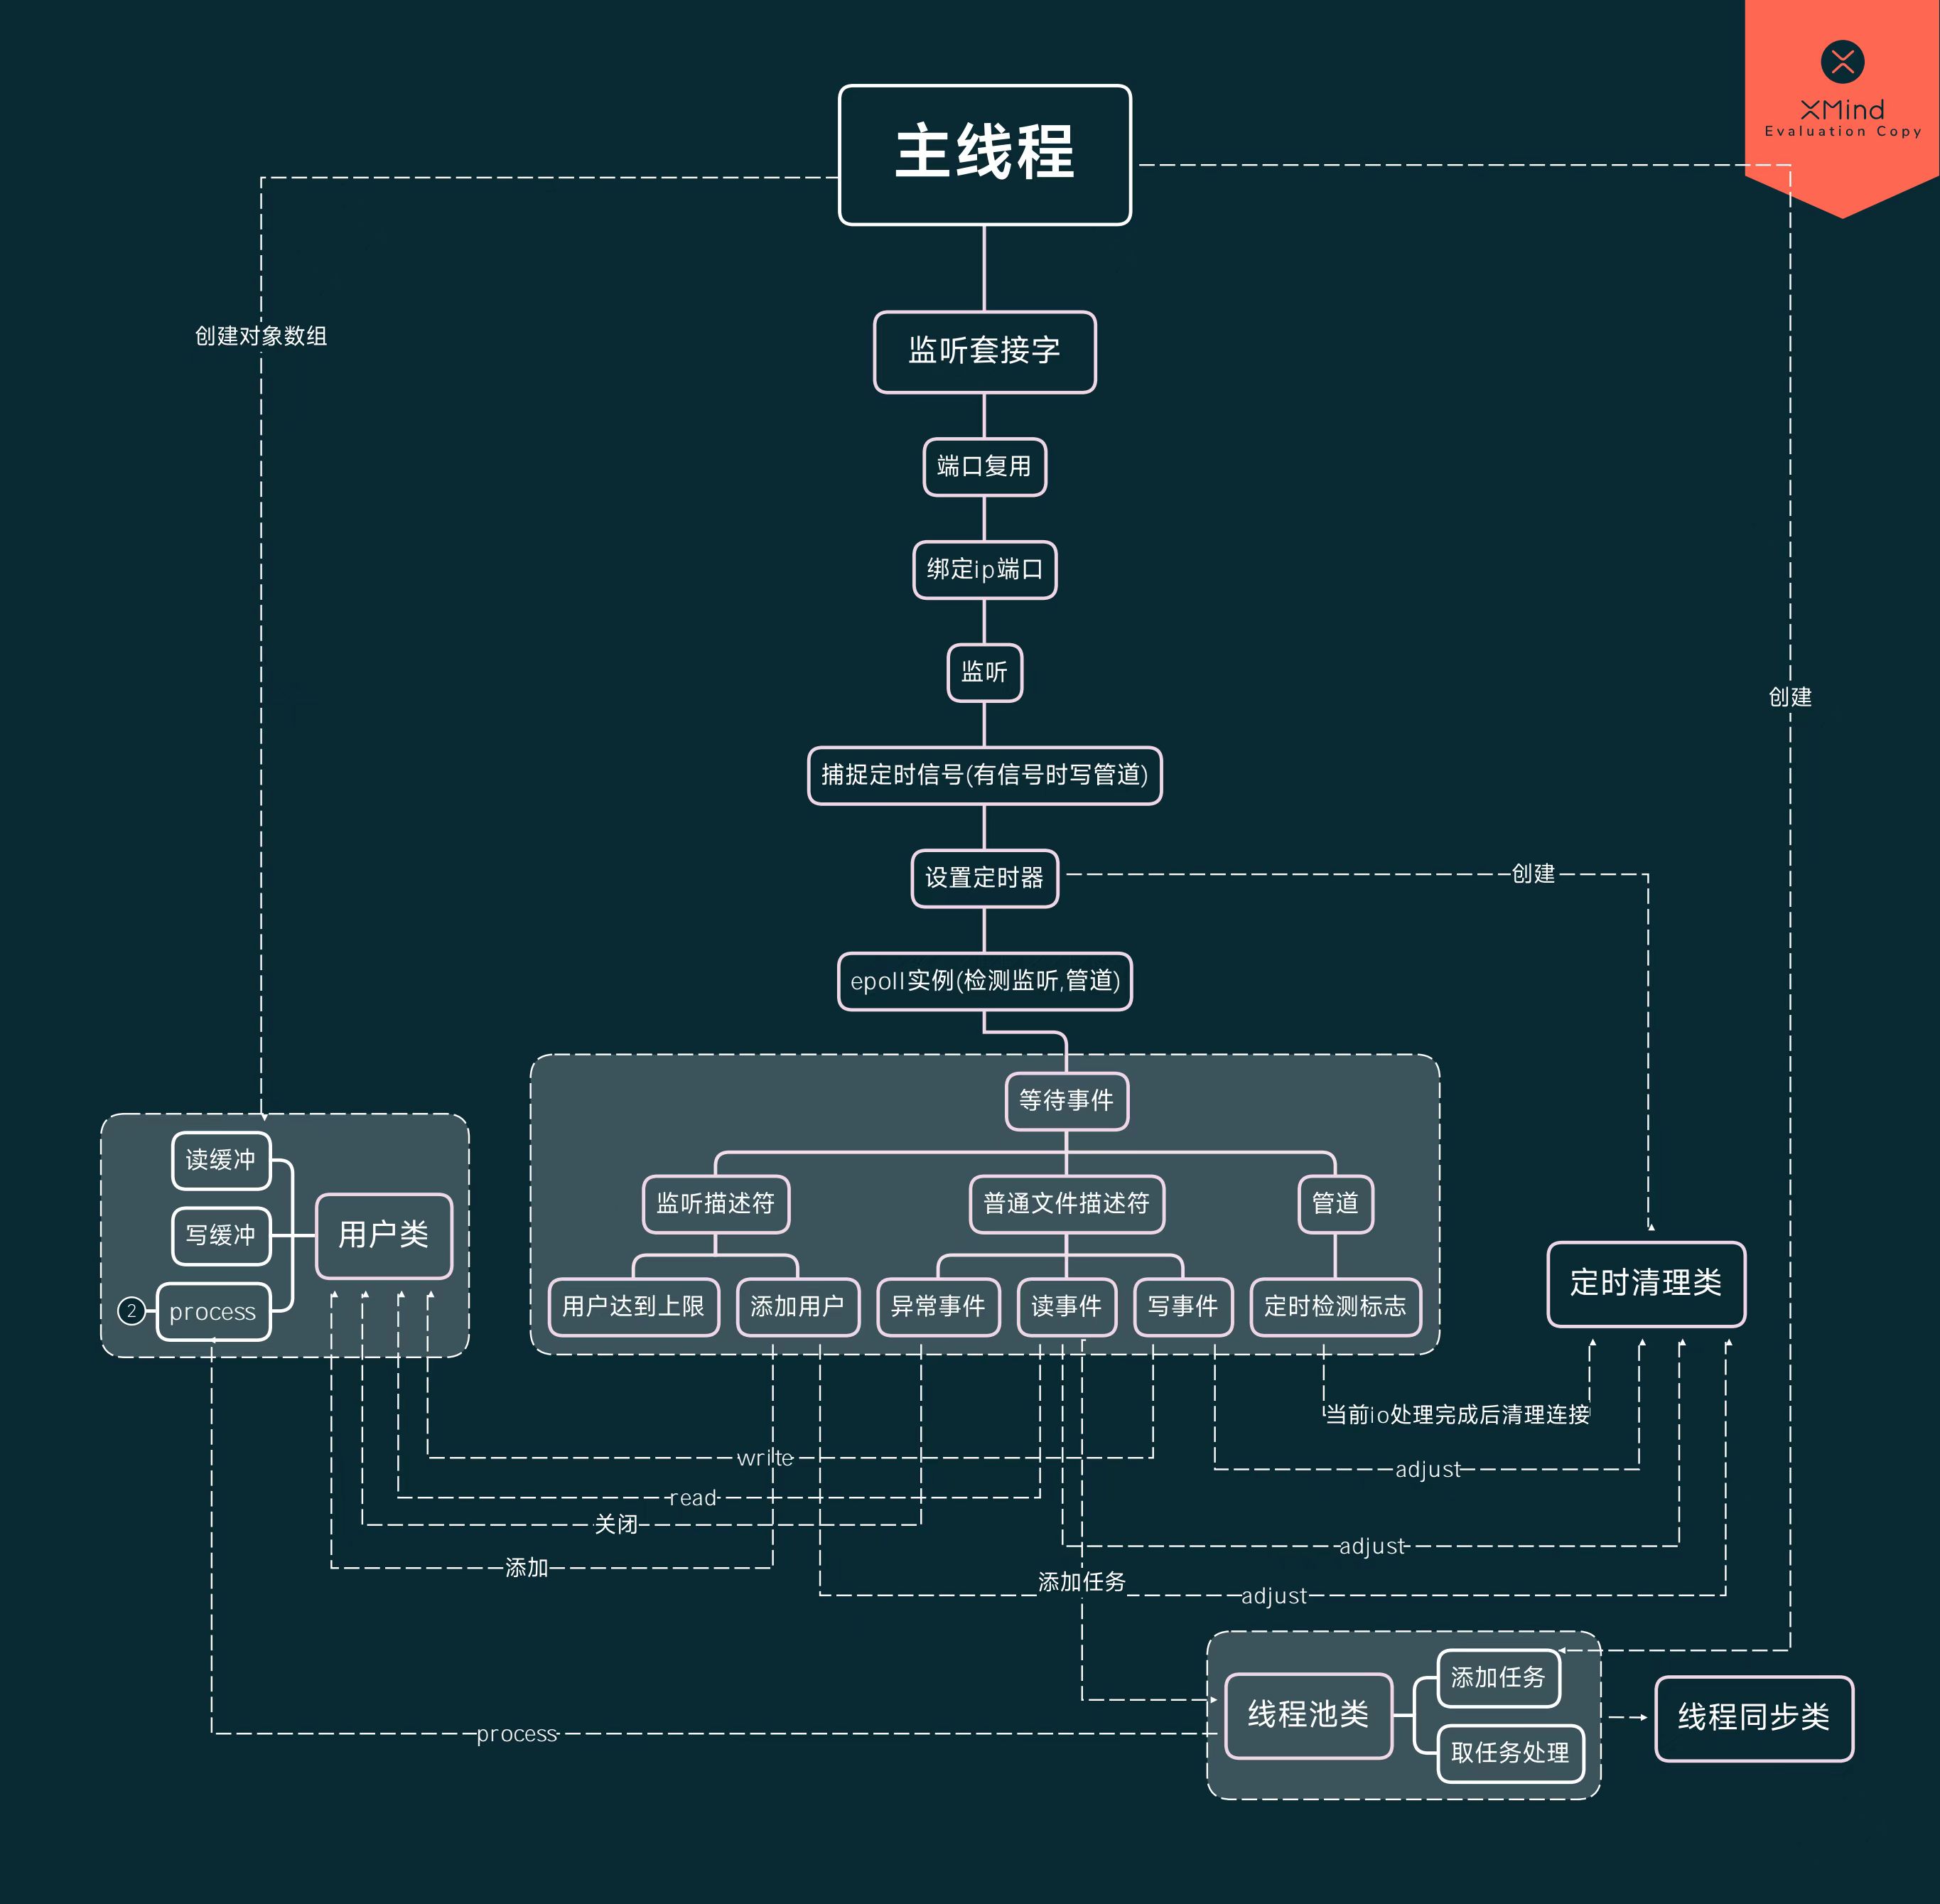 XMind
Evaluation Copy
主线程
创建对象数组
监听套接字
端口复用
绑定ip端口
监听
创建
捕捉定时信号(有信号时写管道)
设置定时器
创建
epoll实例(检测监听,管道)
等待事件
读缓冲
写缓冲
process
2
用户类
监听描述符
普通文件描述符
管道
用户达到上限
添加用户
异常事件
读事件
写事件
定时检测标志
定时清理类
当前io处理完成后清理连接
write
adjust
read
关闭
adjust
添加
添加任务
adjust
线程池类
添加任务
取任务处理
线程同步类
process